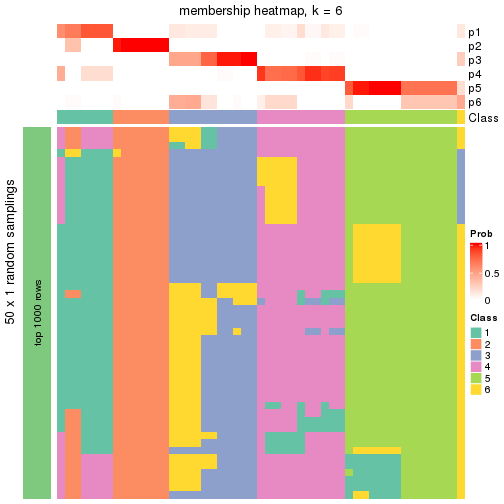 membership heatmap, k = 6
p1
p2
p3
p4
p5
p6
Class
50 x 1 random samplings
top 1000 rows
Prob
1
0.5
0
Class
1
2
3
4
5
6